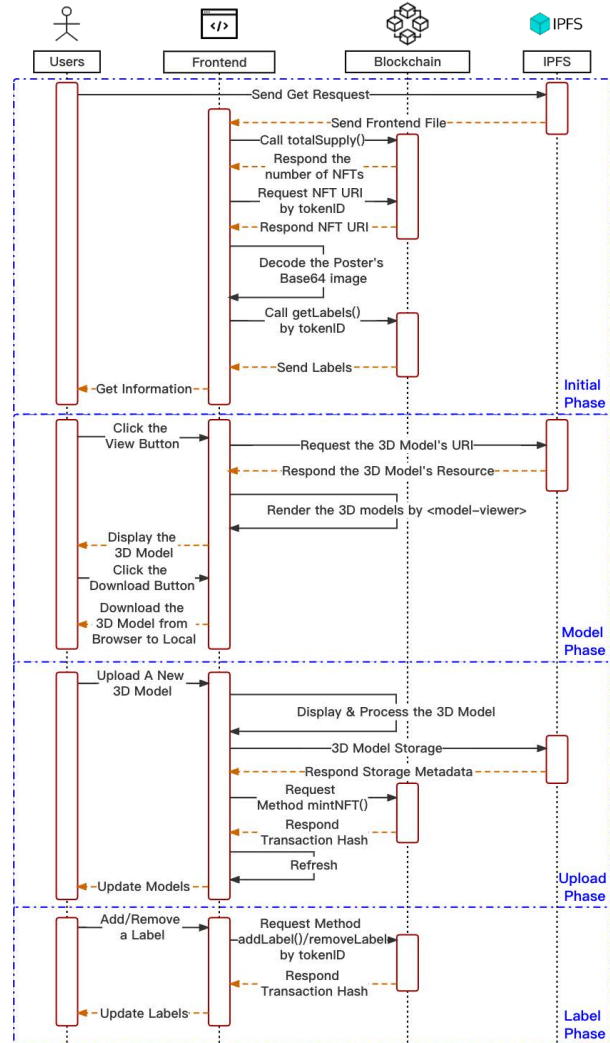 </>
IPFS
Users
Frontend
Blockchain
IPFS
Send Get Resquest
Send Frontend File
Call totalSupply()
Respond the
number of NFTs
Request NFT URI
by tokenID
Respond NFT URI
Decode the Poster's
Base64 image
Call getLabels()
by tokenID
Send Labels
Get Information
Initial
Phase
Click the
View Button
Request the 3D Model's URI
Respond the 3D Model's Resource
Render the 3D models by <model-viewer>
Display the
3D Model
Click the
Download Button
Download the
3D Model from
Browser to Local
Model
Phase
Upload A New
3D Model
Display & Process the 3D Model
3D Model Storage
Respond Storage Metadata
Request
Method mintNFT()
Respond
Transaction Hash
Refresh
Update Models
Upload
Phase
Add/Remove
a Label
Request Method
addLabel()/removeLabel
by tokenID
Respond
Transaction Hash
Update Labels
Label
Phase